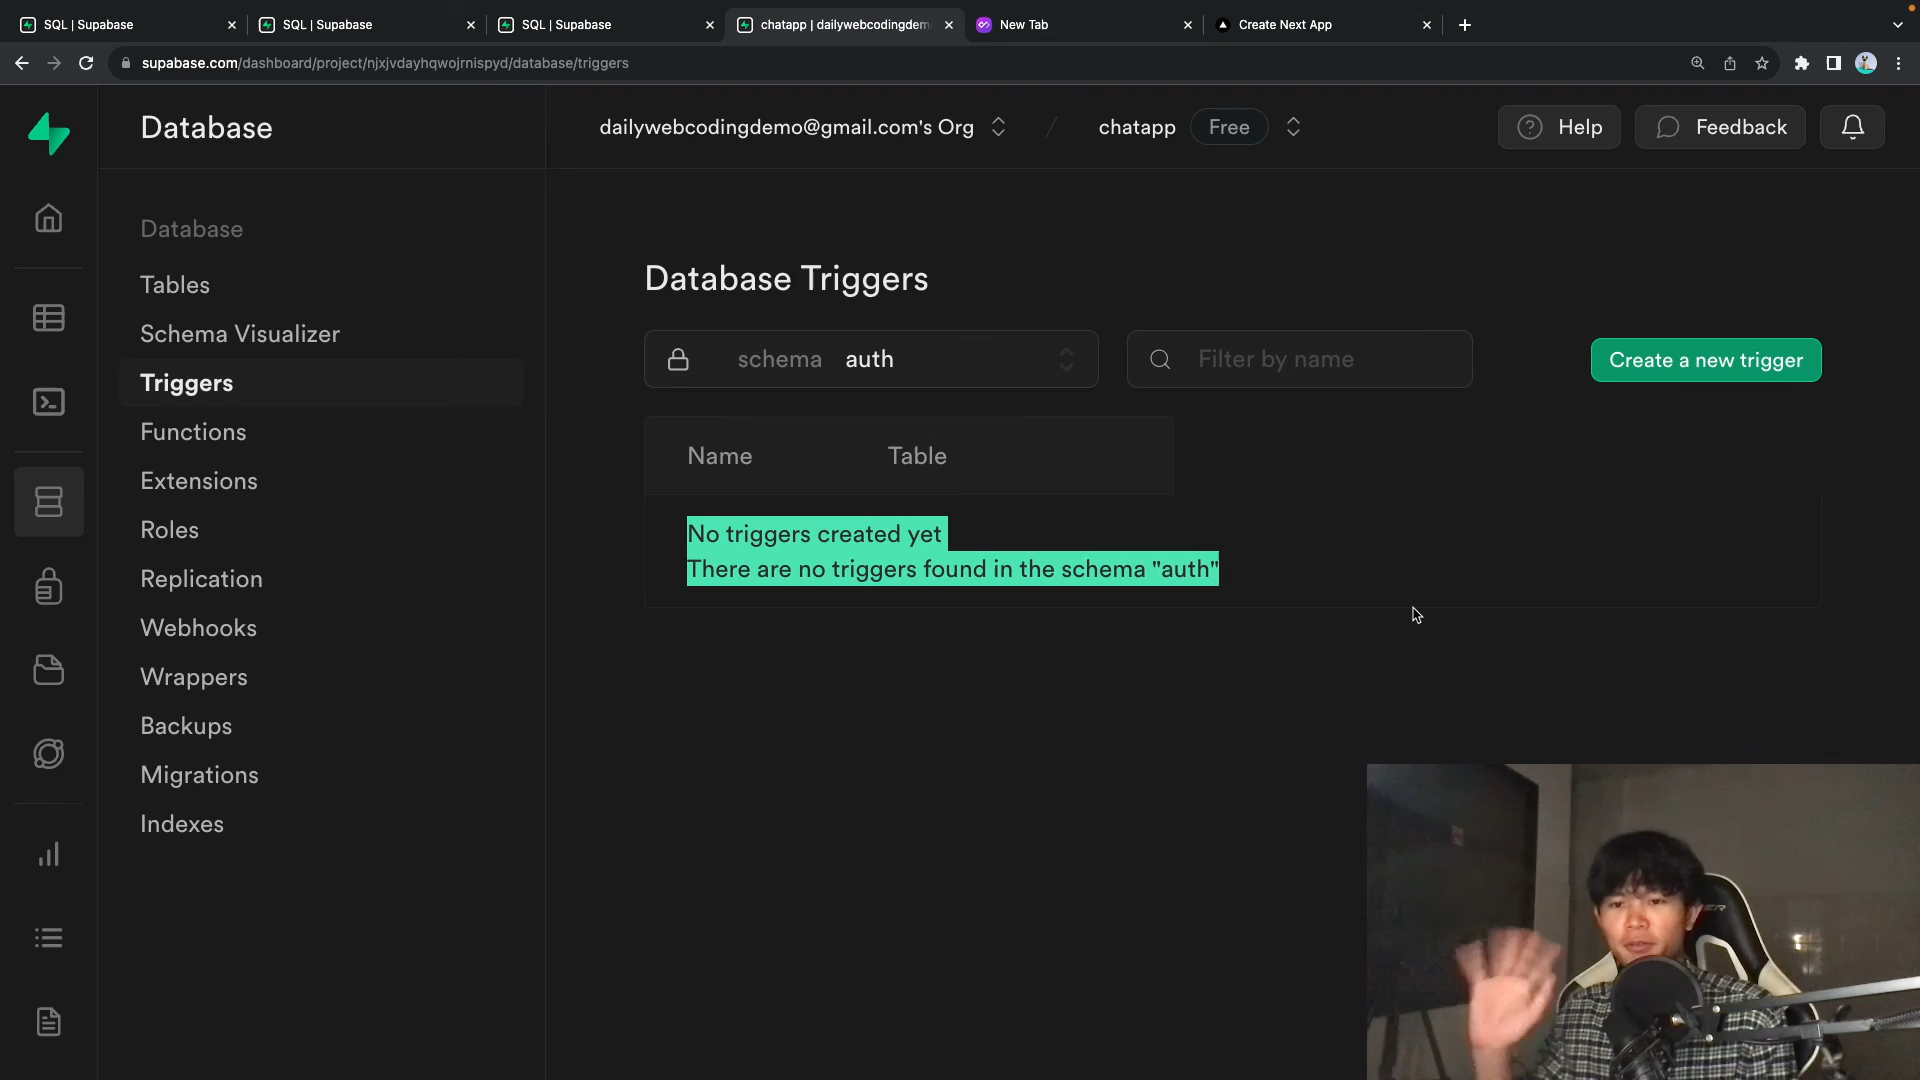 SQL | Supabase
SQL | Supabase
SQL | Supabase
chatapp | dailywebcodingdem
New Tab
Create Next App
supabase.com/dashboard/project/njxjvdayhqwojrnispyd/database/triggers
Database
dailywebcodingdemo@gmail.com's Org
/
chatapp
Free
Help
Feedback
Database
Tables
Schema Visualizer
Triggers
Functions
Extensions
Roles
Replication
Webhooks
Wrappers
Backups
Migrations
Indexes
Database Triggers
schema auth
Filter by name
Create a new trigger
Name
Table
No triggers created yet
There are no triggers found in the schema "auth"